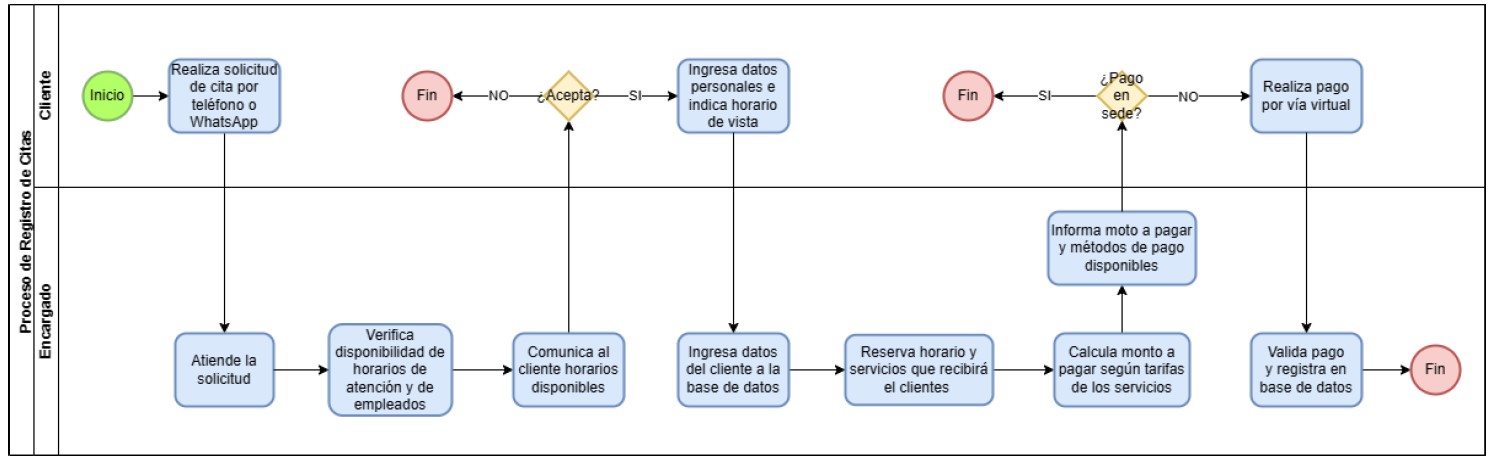 Proceso de Registro de Citas
Cliente
Inicio
Realiza solicitud
de cita por
teléfono o
WhatsApp
Fin
NO
¿Acepta?
SI
Ingresa datos
personales e
indica horario
de vista
Fin
SI
¿Pago
en
sede?
NO
Realiza pago
por vía virtual
Encargado
Atiende la
solicitud
Verifica
disponibilidad de
horarios de
atención y de
empleados
Comunica al
cliente horarios
disponibles
Ingresa datos
del cliente a la
base de datos
Reserva horario y
servicios que recibirá
el clientes
Calcula monto a
pagar según tarifas
de los servicios
Informa moto a pagar
y métodos de pago
disponibles
Valida pago
y registra en
base de datos
Fin